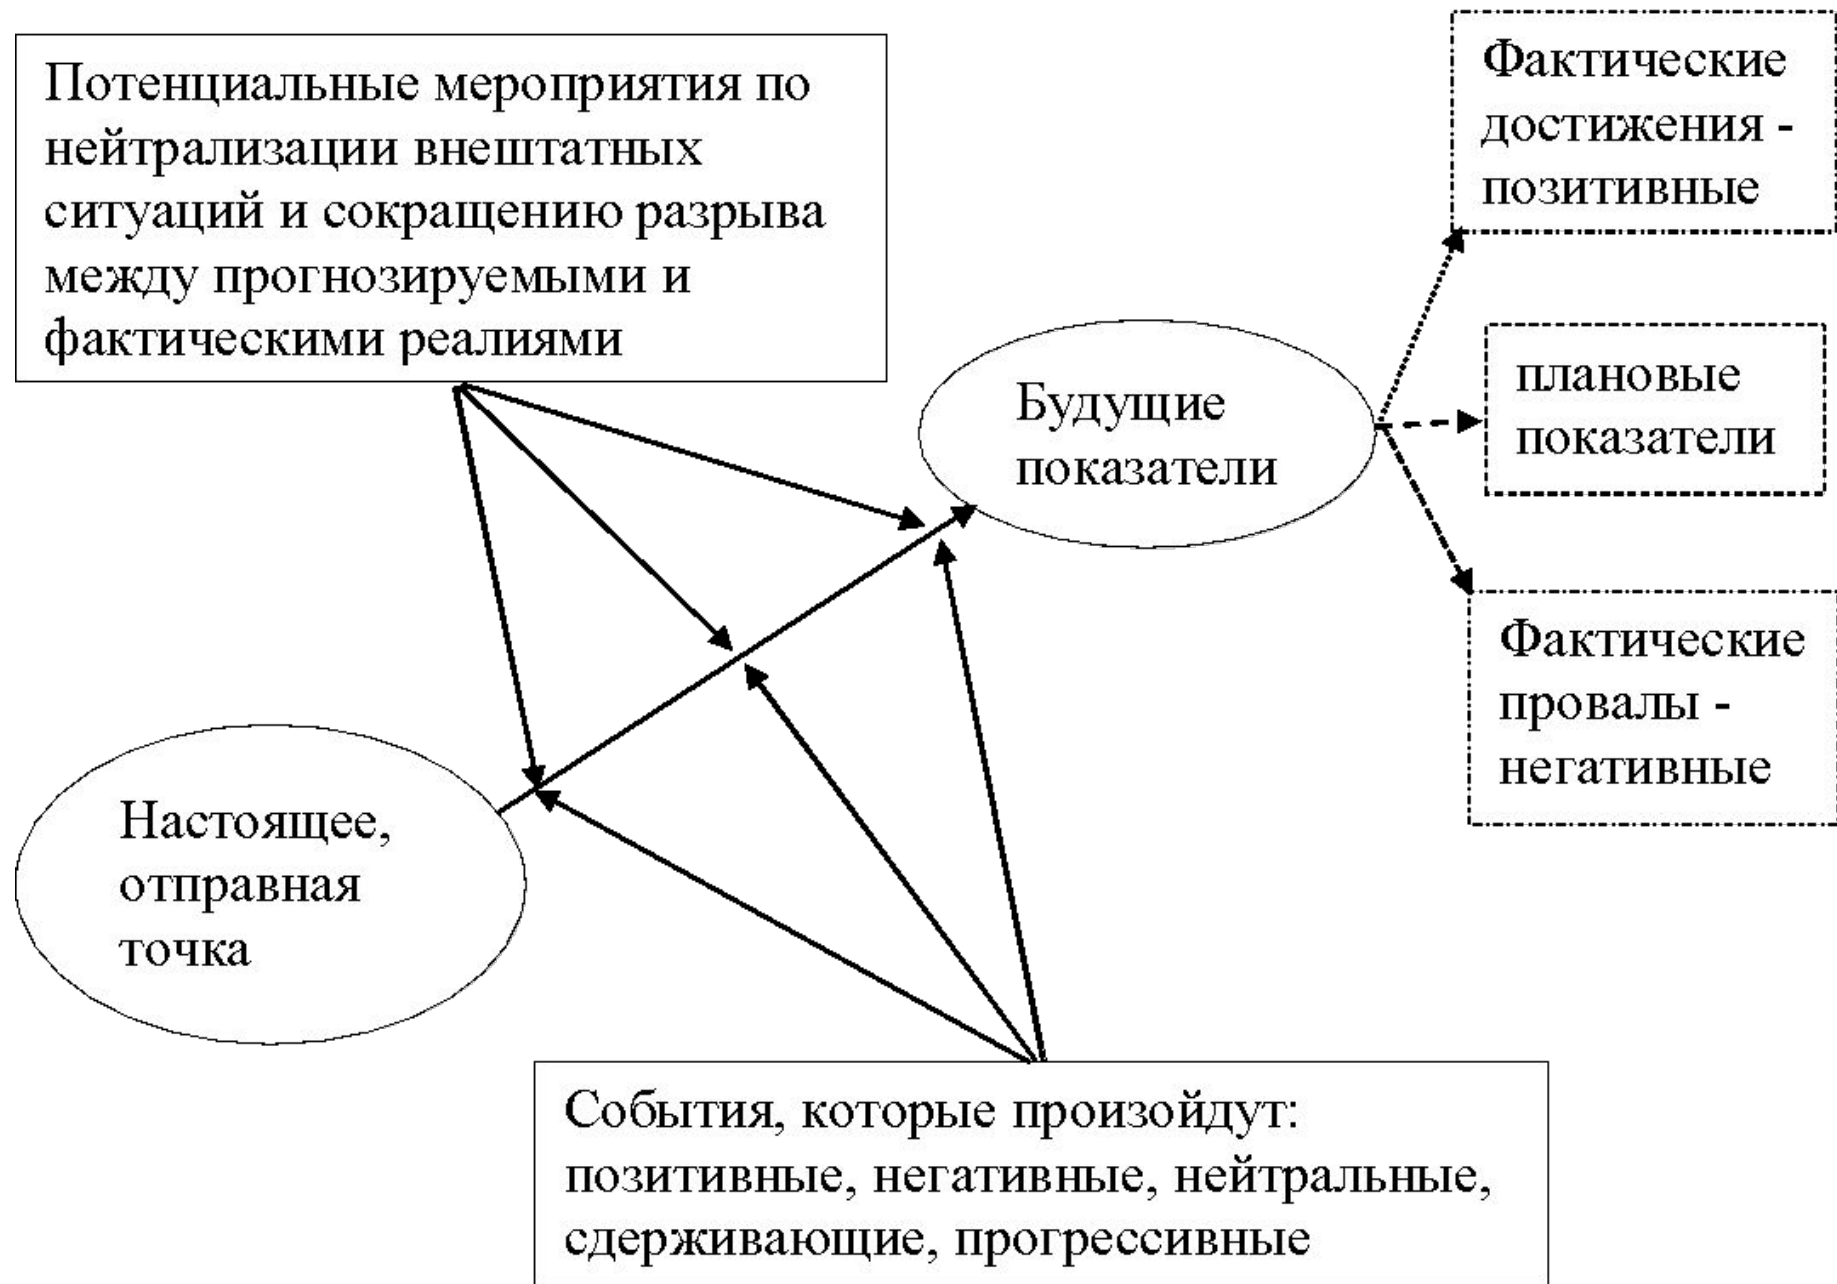 Потенциальные мероприятия по
нейтрализации внештатных
ситуаций и сокращению разрыва
между прогнозируемыми и
фактическими реалиями
Фактические
достижения -
позитивные
Будущие
показатели
плановые
показатели
Фактические
провалы -
негативные
Настоящее,
отправная
точка
События, которые произойдут:
позитивные, негативные, нейтральные,
сдерживающие, прогрессивные